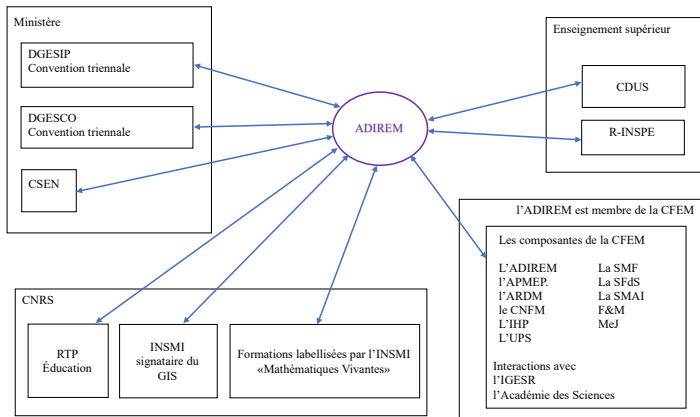 Ministère
DGESIP
Convention triennale
DGESCO
Convention triennale
CSEN
ADIREM
Enseignement supérieur
CDUS
R-INSPE
l’ADIREM est membre de la CFEM
Les composantes de la CFEM
L’ADIREM
l’APMEP.
l’ARDM
le CNFM
L’IHP
L’UPS
La SMF
La SFdS
La SMAI
F&M
MeJ
Interactions avec
l’IGESR
l’Académie des Sciences
CNRS
RTP
Éducation
INSMI
signataire du
GIS
Formations labellisées par l’INSMI
«Mathématiques Vivantes»